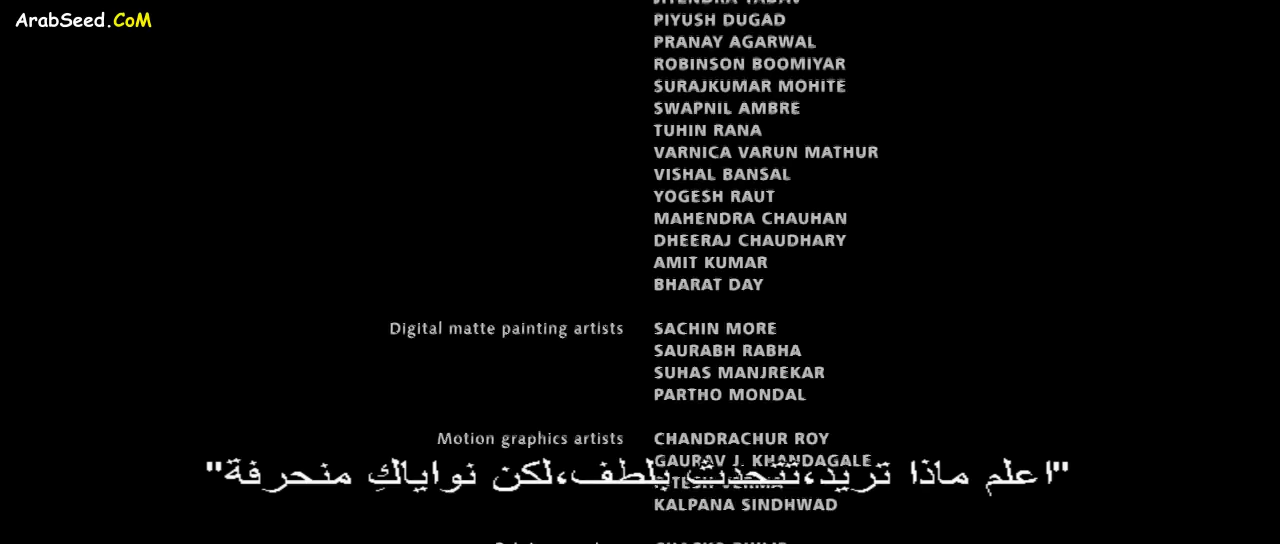 ArabSeed.CoM
PIYUSH DUGAD
PRANAY AGARWAL
ROBINSON BOOMIYAR
SURAJKUMAR MOHITE
SWAPNIL AMBRE
TUHIN RANA
VARNICA VARUN MATHUR
VISHAL BANSAL
YOGESH RAUT
MAHENDRA CHAUHAN
DHEERAJ CHAUDHARY
AMIT KUMAR
BHARAT DAY
Digital matte painting artists SACHIN MORE
SAURABH RABHA
SUHAS MANJREKAR
PARTHO MONDAL
Motion graphics artists CHANDRACHUR ROY
GAURAV J. KHANDAGALE
"اعلم ماذا تريد،تتحدث بلطف،لكن نواياكِ منحرفة"
KALPANA SINDHWAD